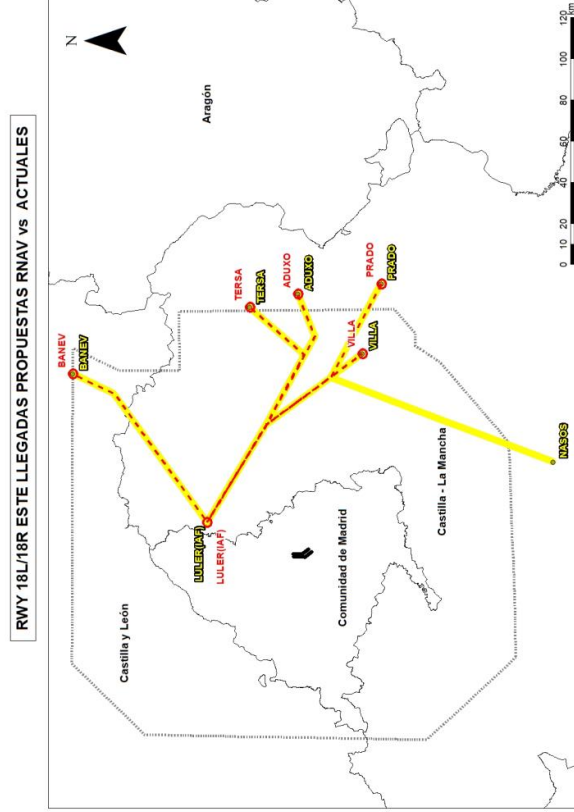 RWY 18L/18R ESTE LLEGADAS PROPUESTAS RNAV vs ACTUALES
N
Aragón
BANEV
BANEV
TERSA
TERSA
ADUXO
ADUXO
PRADO
PRADO
VILLA
VILLA
LULER(IAF)
LULER(IAF)
Castilla y León
Comunidad de Madrid
Castilla - La Mancha
NASOS
0 10 20 40 60 80 100 120
km